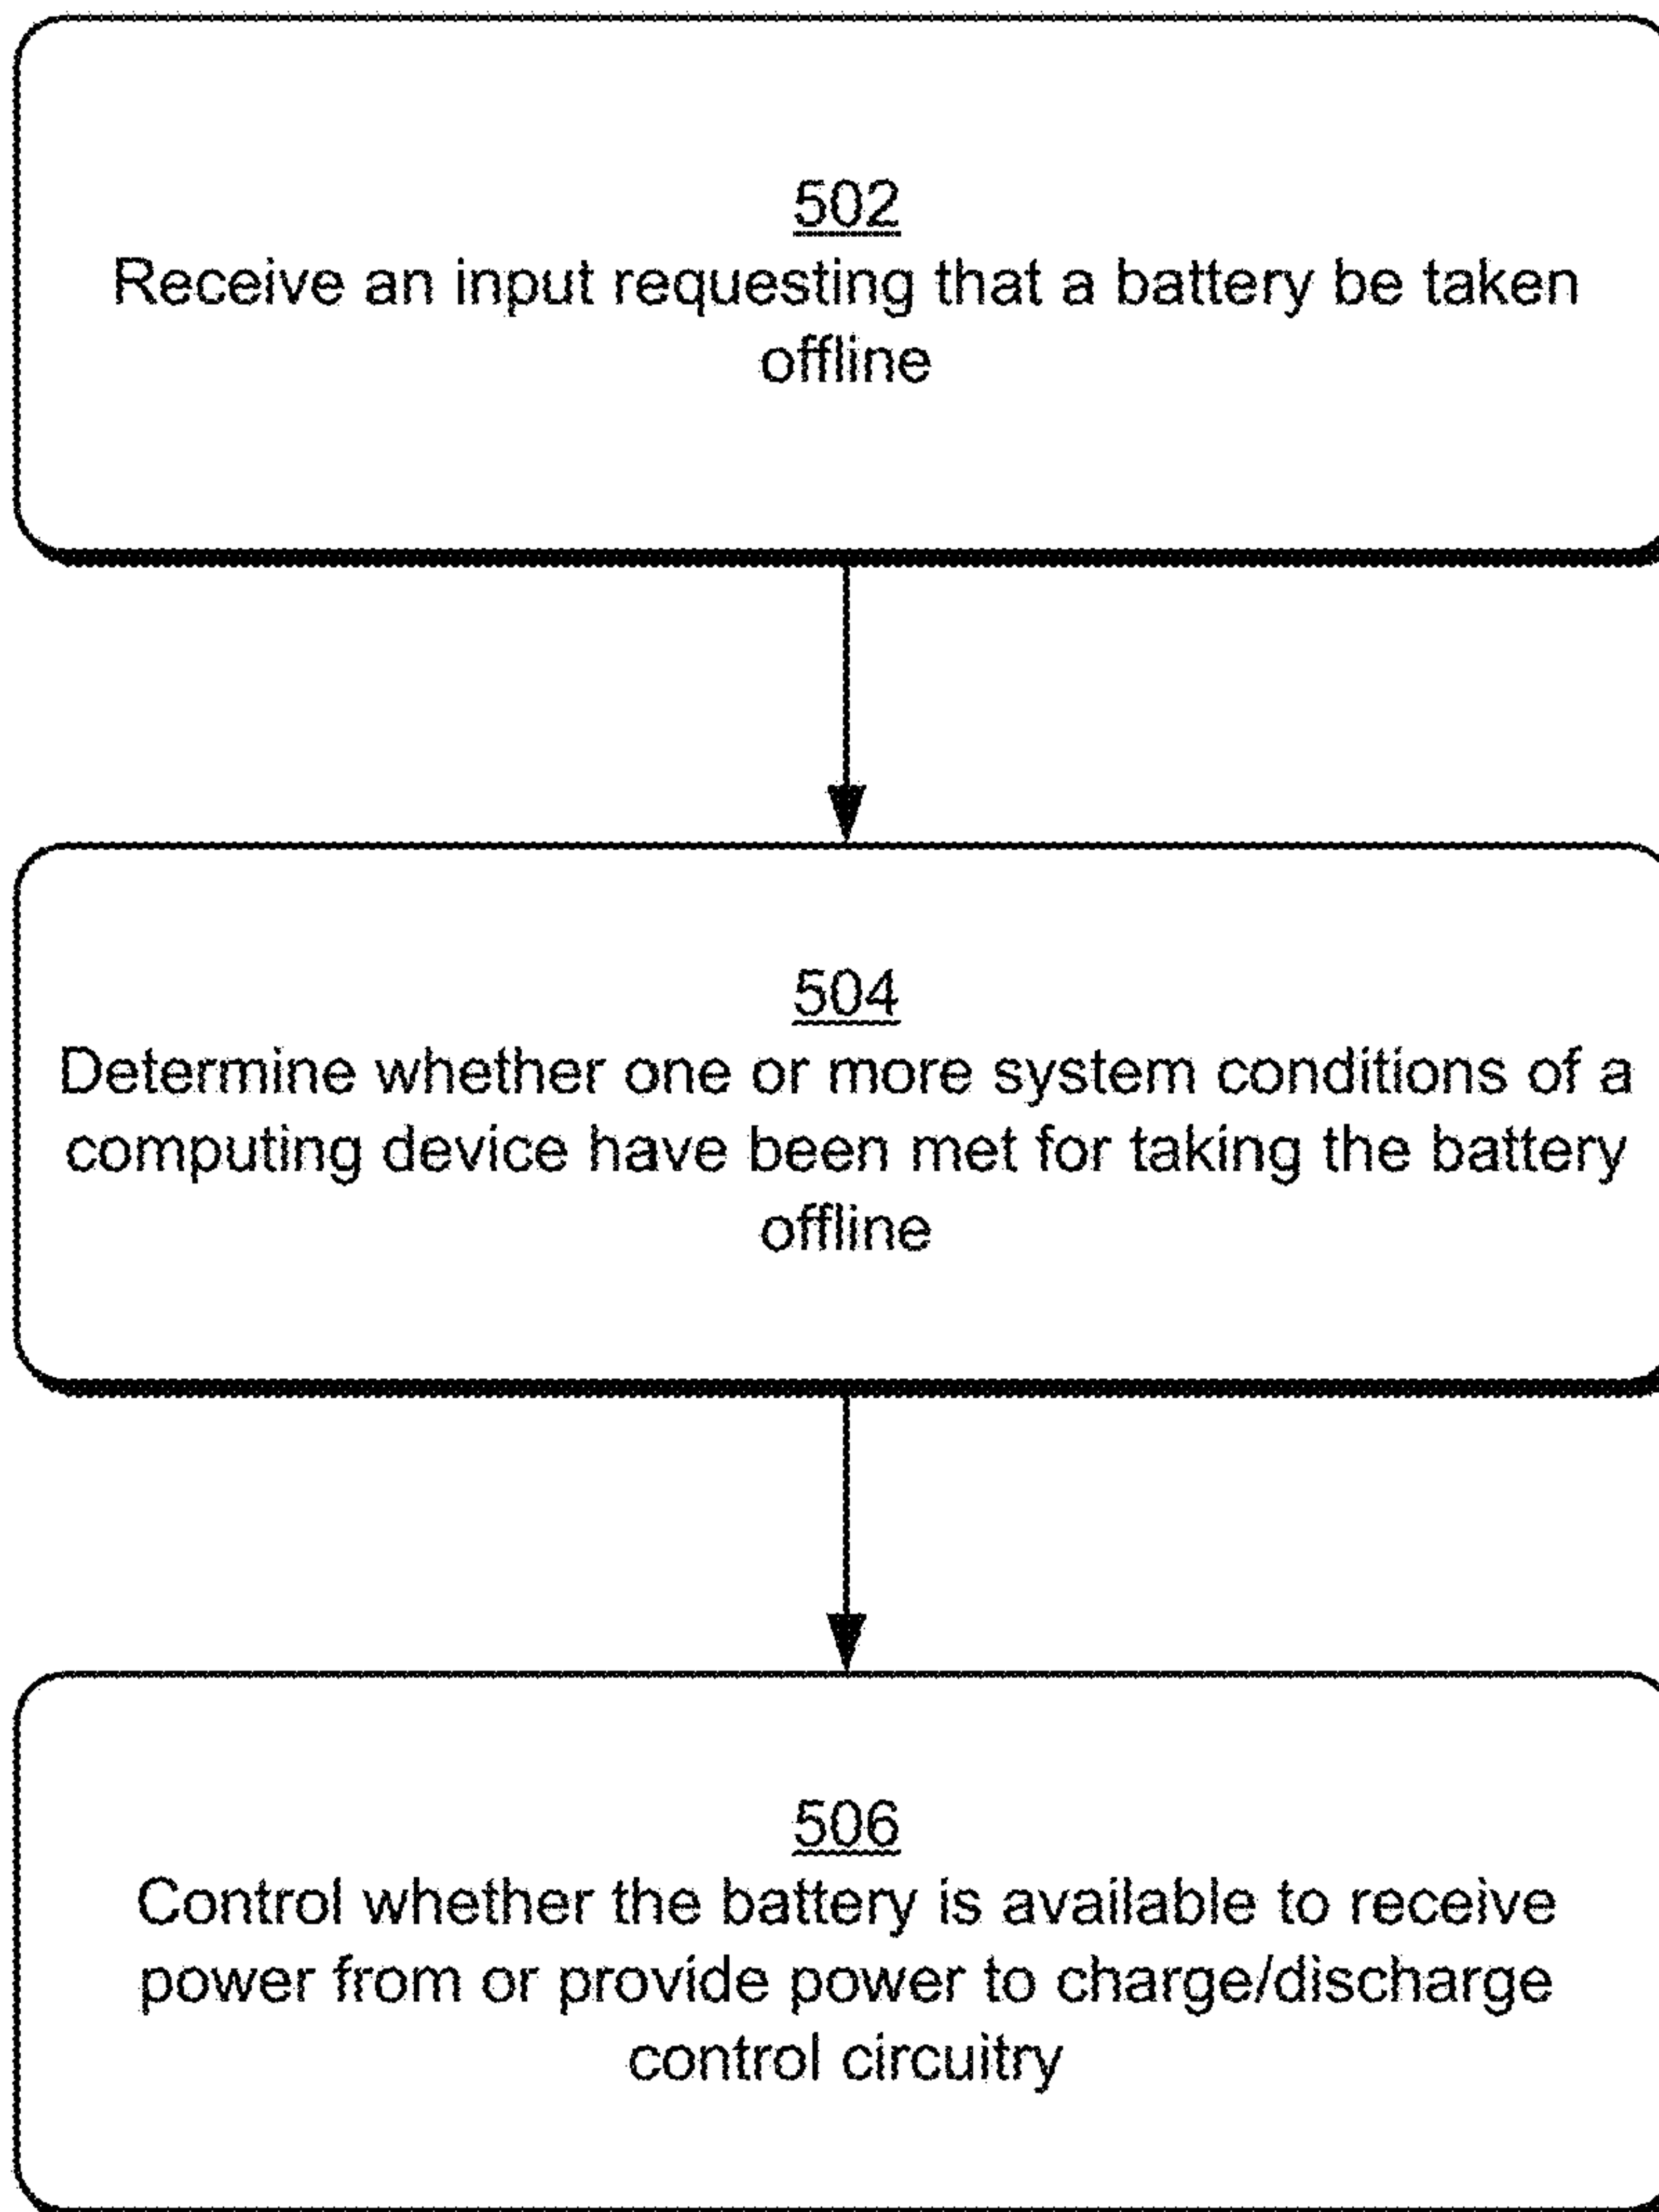 502
Receive an input requesting that a battery be taken
offline
504
Determine whether one or more system conditions of a
computing device have been met for taking the battery
offline
506
Control whether the battery is available to receive
power from or provide power to charge/discharge
control circuitry